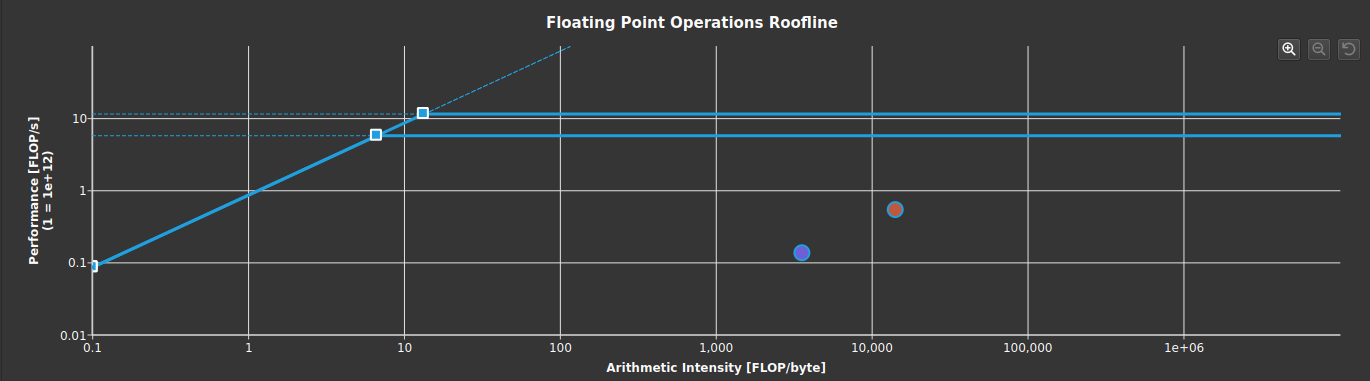 Floating Point Operations Roofline
Performance [FLOP/s]
(1 = 1e+12)
10
1
0.1
0.01
0.1
1
10
100
1,000
10,000
100,000
1e+06
Arithmetic Intensity [FLOP/byte]